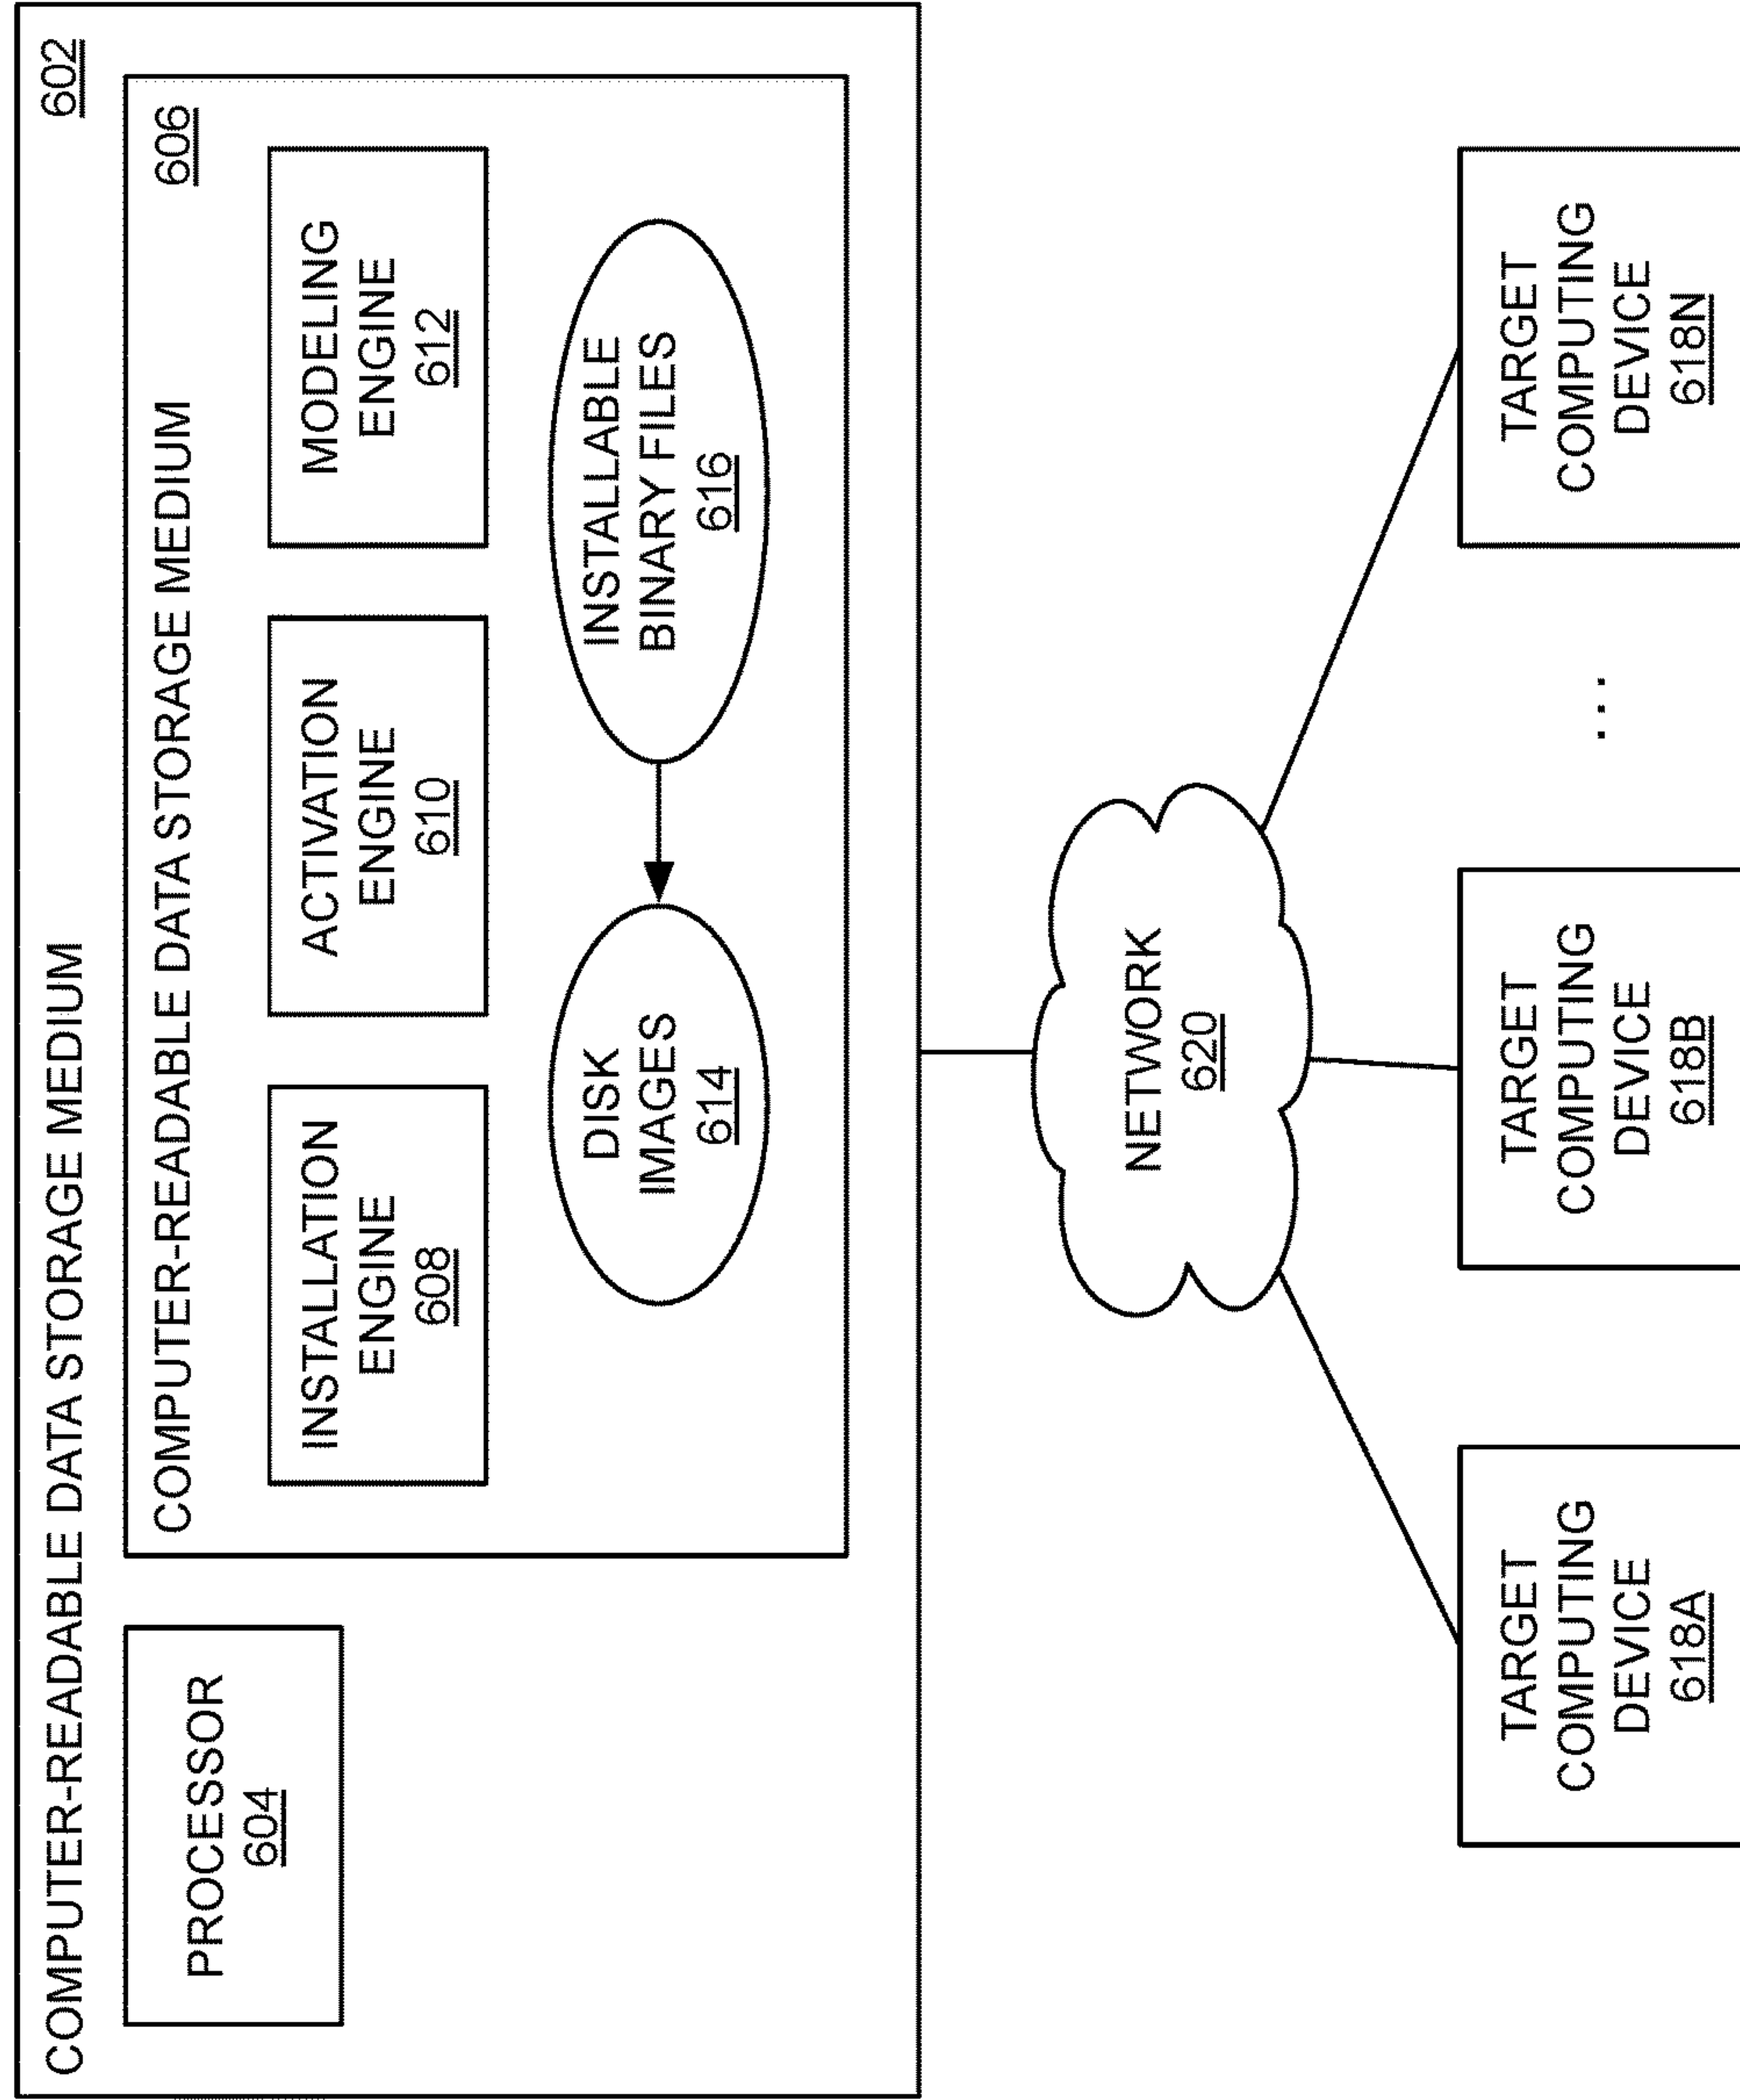 COMPUTER-READABLE DATA STORAGE MEDIUM
602
PROCESSOR
604
COMPUTER-READABLE DATA STORAGE MEDIUM
606
INSTALLATION
ENGINE
608
ACTIVATION
ENGINE
610
MODELING
ENGINE
612
DISK
IMAGES
614
INSTALLABLE
BINARY FILES
616
NETWORK
620
TARGET
COMPUTING
DEVICE
618A
TARGET
COMPUTING
DEVICE
618B
...
TARGET
COMPUTING
DEVICE
618N